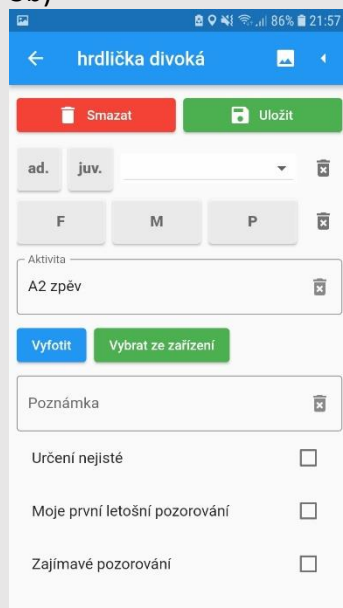 86% 21:57
hrdlička divoká
Smazat Uložit
ad. juv.
F M P
Aktivita
A2 zpěv
Vyfotit Vybrat ze zařízení
Poznámka
Určení nejisté
Moje první letošní pozorování
Zajímavé pozorování